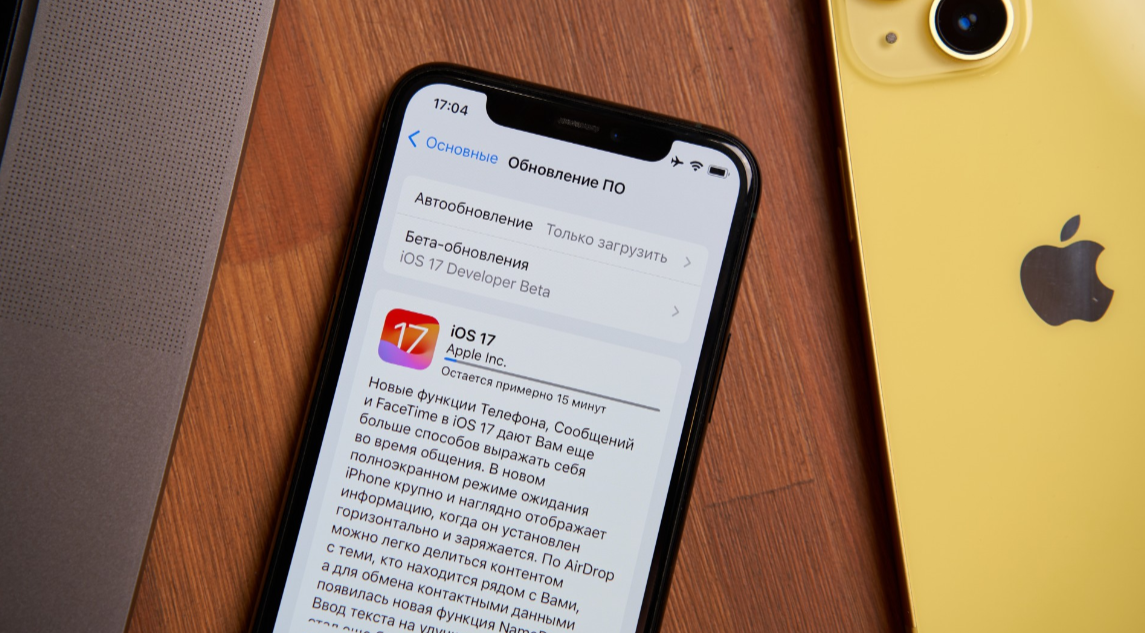 17:04
Основные
Обновление ПО
Автообновление Только загрузить
Бета-обновления
iOS 17 Developer Beta
17
iOS 17
Apple Inc.
Остается примерно 15 минут
Новые функции Телефона, Сообщений
и FaceTime в iOS 17 дают Вам еще
больше способов выражать себя
во время общения. В новом
полноэкранном режиме ожидания
iPhone крупно и наглядно отображает
информацию, когда он установлен
горизонтально и заряжается. По AirDrop
можно легко делиться контентом
с теми, кто находится рядом с Вами,
а для обмена контактными данными
появилась новая функция
Ввод текста на